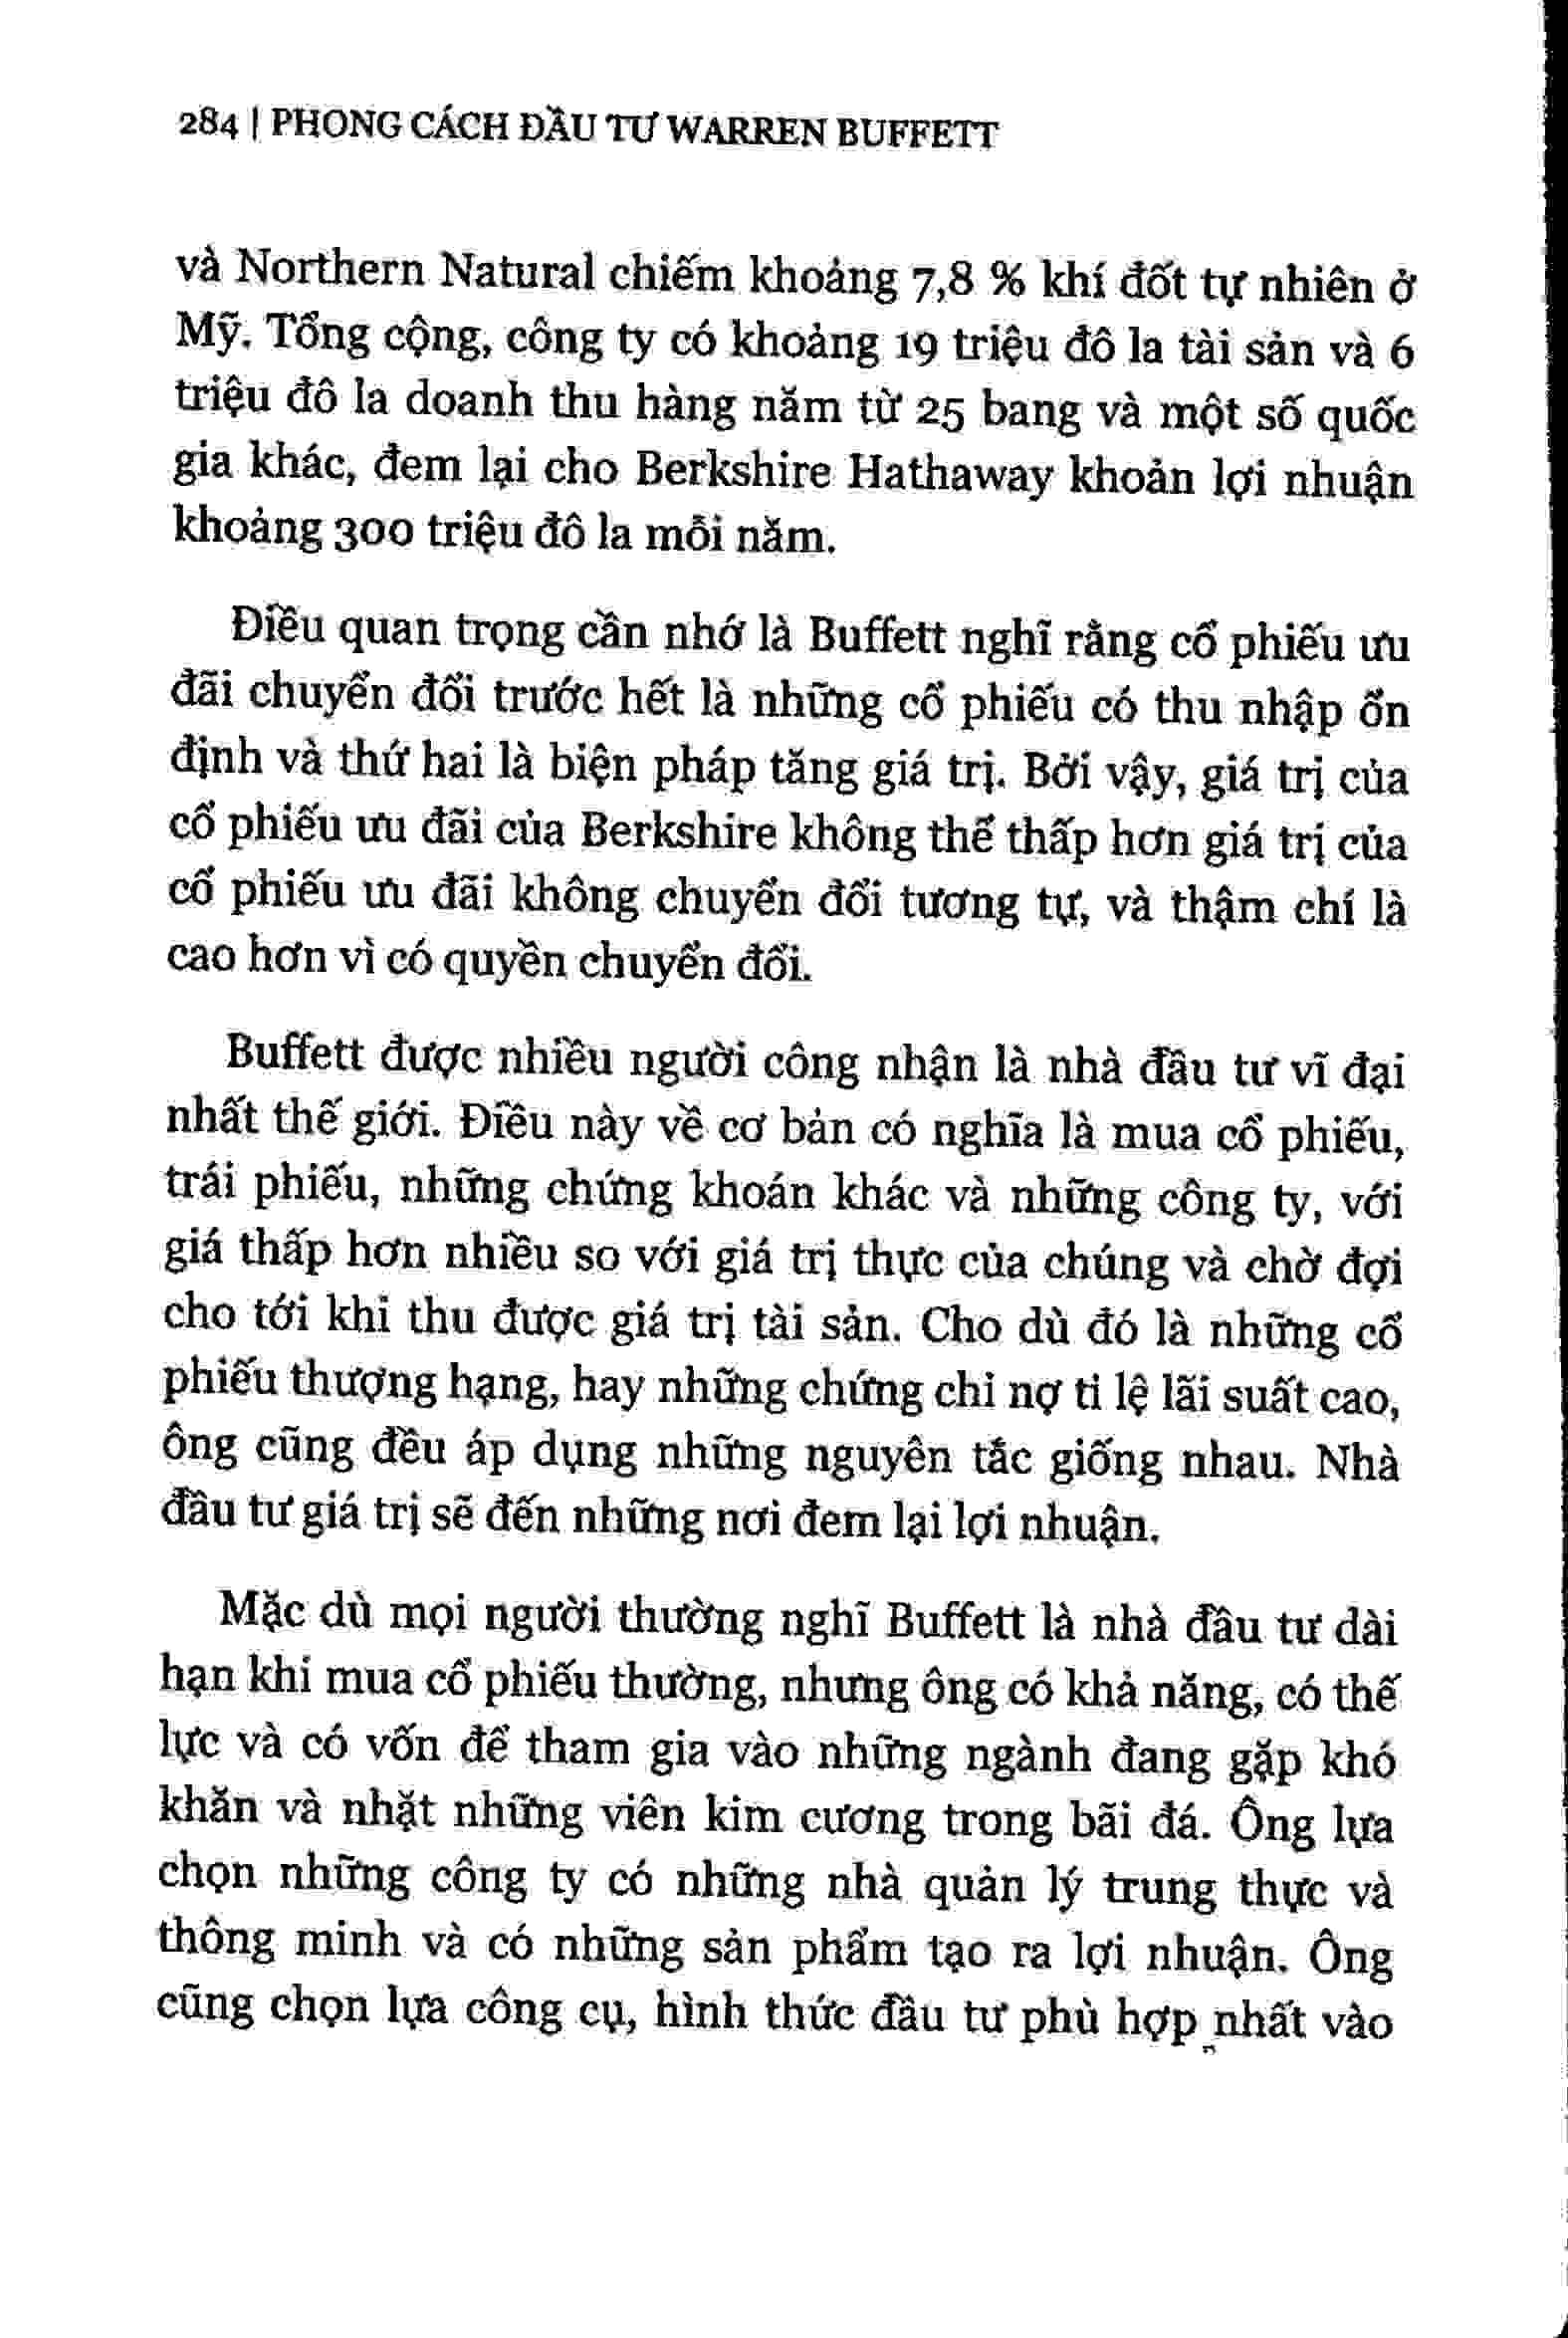 284 | PHONG CÁCH ĐẦU TƯ WARREN BUFFETT
và Northern Natural chiếm khoảng 7,8 % khí đốt tự nhiên ở
Mỹ. Tổng cộng, công ty có khoảng 19 triệu đô la tài sản và 6
triệu đô la doanh thu hàng năm từ 25 bang và một số quốc
gia khác, đem lại cho Berkshire Hathaway khoản lợi nhuận
khoảng 300 triệu đô la mỗi năm.
Điều quan trọng cần nhớ là Buffett nghĩ rằng cổ phiếu ưu
đãi chuyển đổi trước hết là những cổ phiếu có thu nhập ổn
định và thứ hai là biện pháp tăng giá trị. Bởi vậy, giá trị của
cổ phiếu ưu đãi của Berkshire không thể thấp hơn giá trị của
cổ phiếu ưu đãi không chuyển đổi tương tự, và thậm chí là
cao hơn vì có quyền chuyển đổi.
Buffett được nhiều người công nhận là nhà đầu tư vĩ đại
nhất thế giới. Điều này về cơ bản có nghĩa là mua cổ phiếu,
trái phiếu, những chứng khoán khác và những công ty, với
giá thấp hơn nhiều so với giá trị thực của chúng và chờ đợi
cho tới khi thu được giá trị tài sản. Cho dù đó là những cổ
phiếu thượng hạng, hay những chứng chỉ nợ tỉ lệ lãi suất cao,
ông cũng đều áp dụng những nguyên tắc giống nhau. Nhà
đầu tư giá trị sẽ đến những nơi đem lại lợi nhuận.
Mặc dù mọi người thường nghĩ Buffett là nhà đầu tư dài
hạn khi mua cổ phiếu thường, nhưng ông có khả năng, có thế
lực và có vốn để tham gia vào những ngành đang gặp khó
khăn và nhặt những viên kim cương trong bãi đá. Ông lựa
chọn những công ty có những nhà quản lý trung thực và
thông minh và có những sản phẩm tạo ra lợi nhuận. Ông
cũng chọn lựa công cụ, hình thức đầu tư phù hợp nhất vào